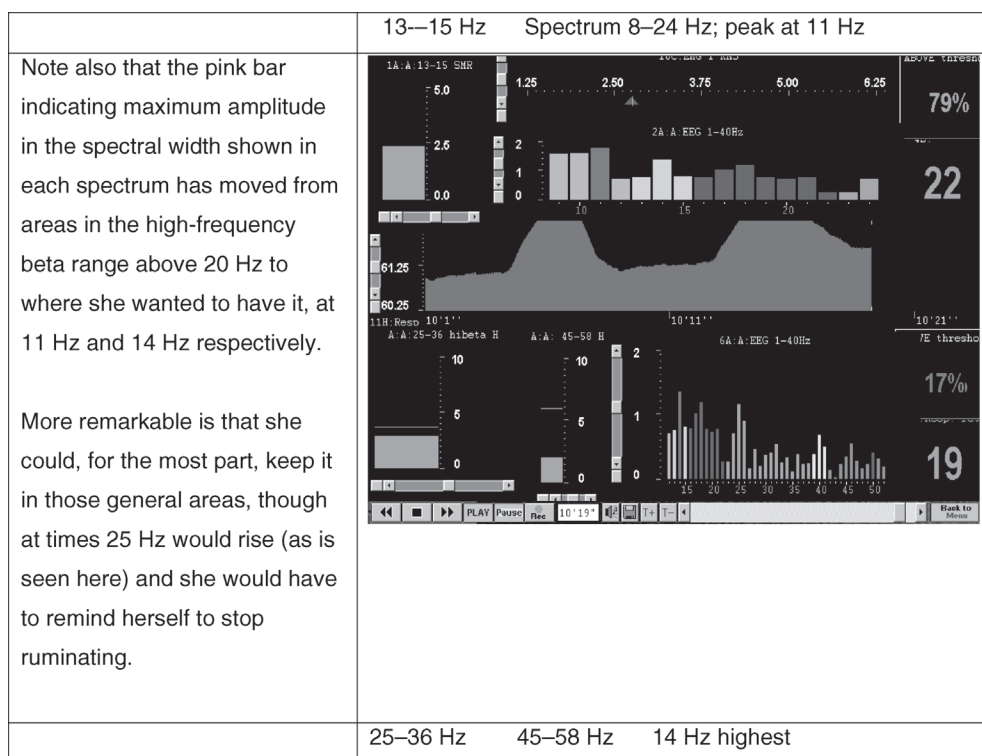 13-–15 Hz Spectrum 8–24 Hz; peak at 11 Hz
Note also that the pink bar
indicating maximum amplitude
in the spectral width shown in
each spectrum has moved from
areas in the high-frequency
beta range above 20 Hz to
where she wanted to have it, at
11 Hz and 14 Hz respectively.
More remarkable is that she
could, for the most part, keep it
in those general areas, though
at times 25 Hz would rise (as is
seen here) and she would have
to remind herself to stop
ruminating.
1A:A:13-15 SMR
5.0
2.5
0.0
1.25 2.50 3.75 5.00 6.25
ABOVE thresho
79%
2A:A:EEG 1-40Hz
2
1
0
10 15 20
22
61.25
60.25
11H:Resp 10'1'' 10'11'' 10'21''
A:A:25-36 hibeta H
10
5
0
A:A: 45-58 H
10
5
0
6A:A:EEG 1-40Hz
2
1
0
15 20 25 30 35 40 45 50
thresho
17%
19
PLAY Pause Rec 10'19" T+ T- Back to
Menu
25–36 Hz 45–58 Hz 14 Hz highest